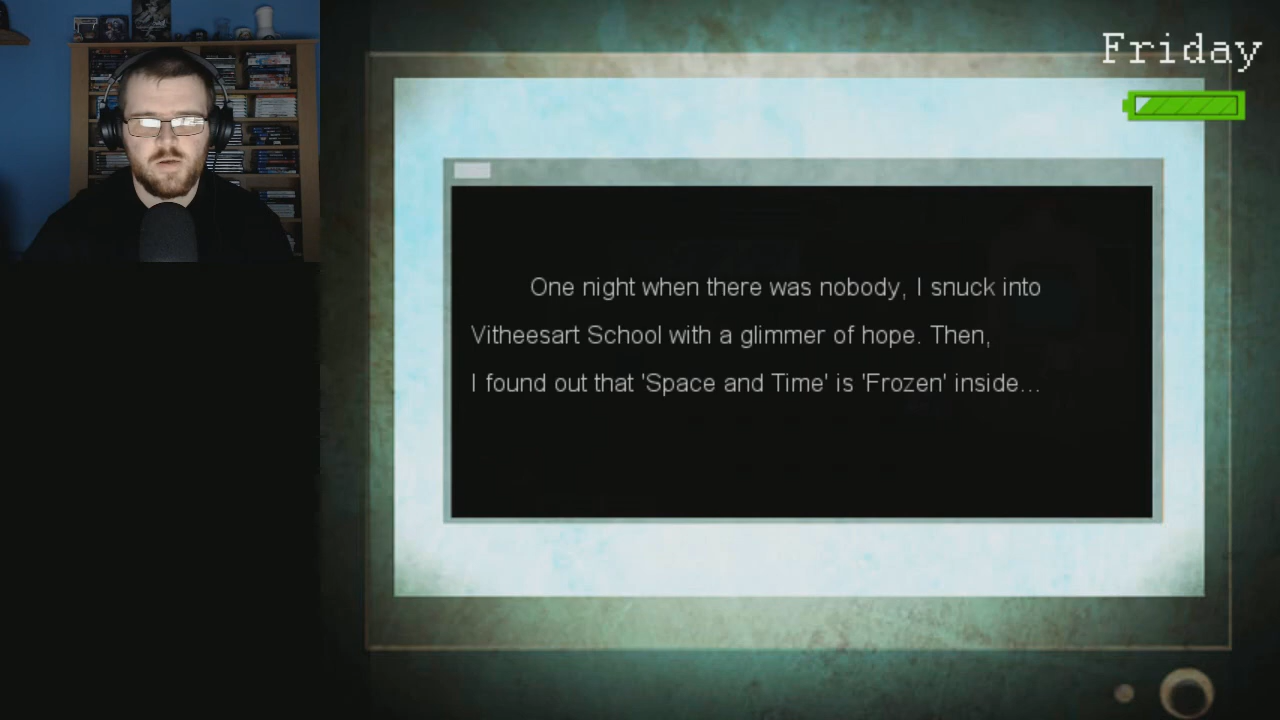 Friday
One night when there was nobody, I snuck into
Vitheesart School with a glimmer of hope. Then,
I found out that 'Space and Time' is 'Frozen' inside...